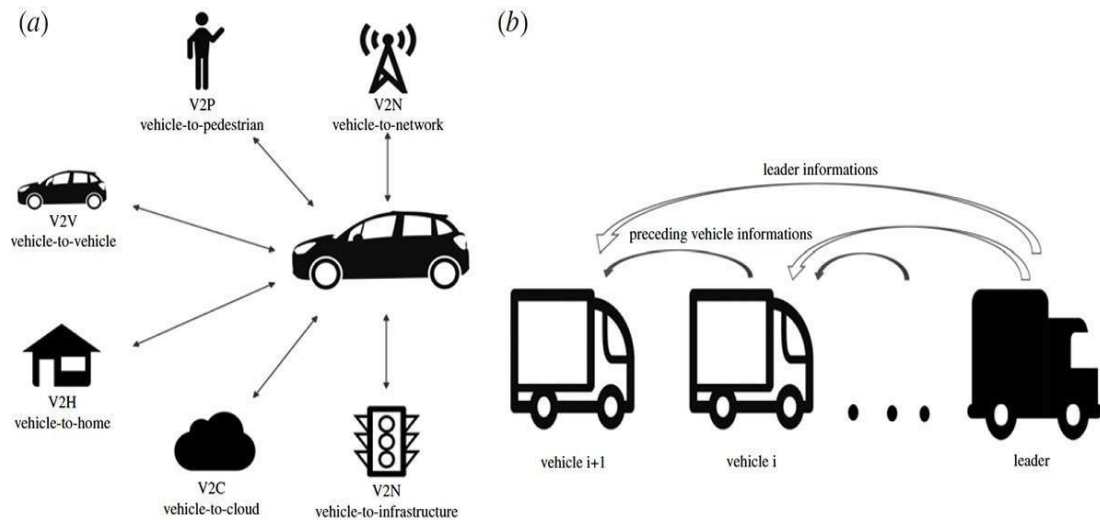 (a)
V2P
vehicle-to-pedestrian
V2N
vehicle-to-network
V2V
vehicle-to-vehicle
V2H
vehicle-to-home
V2C
vehicle-to-cloud
V2N
vehicle-to-infrastructure
(b)
leader informations
preceding vehicle informations
vehicle i+1
vehicle i
leader